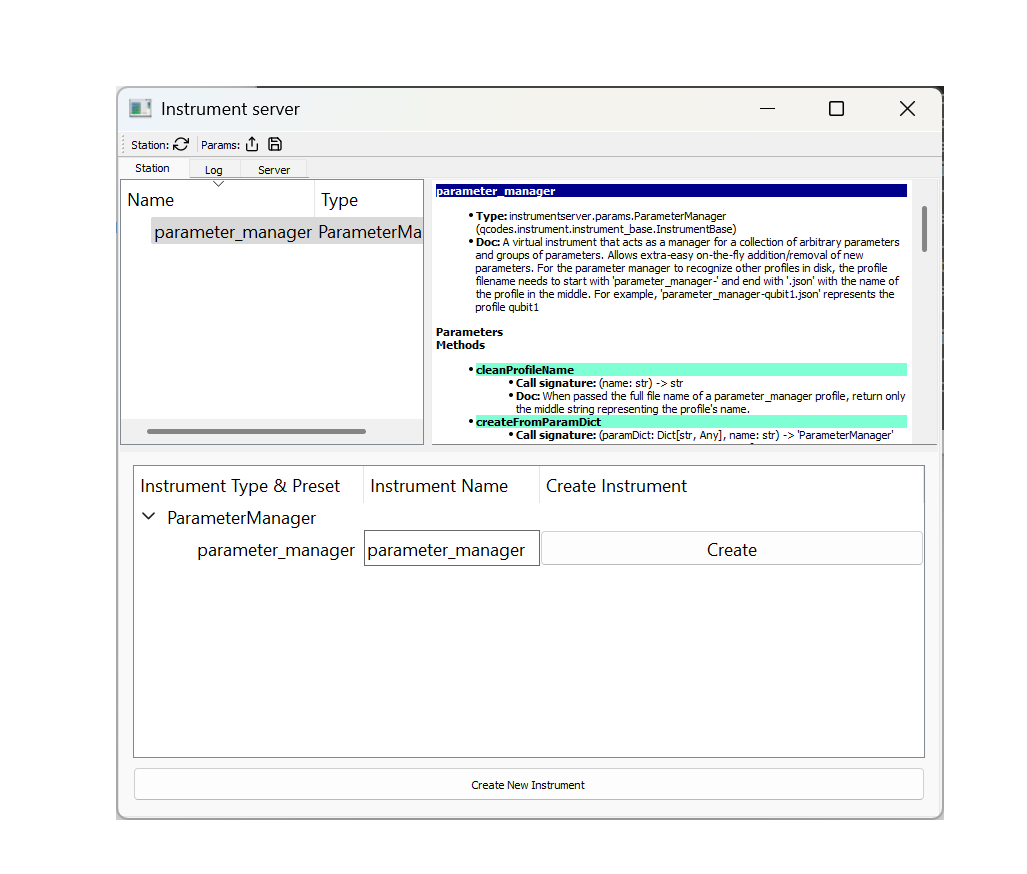 Instrument server
Station: Params:
Station Log Server
Name Type
parameter_manager ParameterMa
parameter_manager
• Type: instrumentserver.params.ParameterManager
(qcodes.instrument.instrument_base.InstrumentBase)
• Doc: A virtual instrument that acts as a manager for a collection of arbitrary parameters
and groups of parameters. Allows extra-easy on-the-fly addition/removal of new
parameters. For the parameter manager to recognize other profiles in disk, the profile
filename needs to start with 'parameter_manager-' and end with '.json' with the name of
the profile in the middle. For example, 'parameter_manager-qubit1.json' represents the
profile qubit1
Parameters
Methods
• cleanProfileName
• Call signature: (name: str) -> str
• Doc: When passed the full file name of a parameter_manager profile, return only
the middle string representing the profile's name.
• createFromParamDict
• Call signature: (paramDict: Dict[str, Any], name: str) -> 'ParameterManager'
Instrument Type & Preset Instrument Name Create Instrument
ParameterManager
parameter_manager parameter_manager Create
Create New Instrument